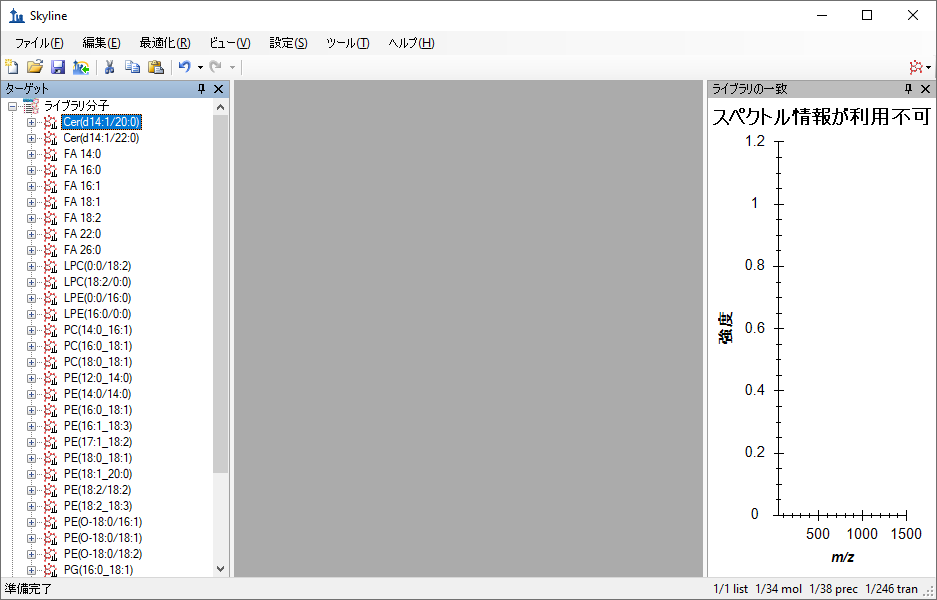 Skyline
ファイル(F) 編集(E) 最適化(R) ビュー(V) 設定(S) ツール(T) ヘルプ(H)
ターゲット
ライブラリ分子
Cer(d14:1/20:0)
Cer(d14:1/22:0)
FA 14:0
FA 16:0
FA 16:1
FA 18:1
FA 18:2
FA 22:0
FA 26:0
LPC(0:0/18:2)
LPC(18:2/0:0)
LPE(0:0/16:0)
LPE(16:0/0:0)
PC(14:0_16:1)
PC(16:0_18:1)
PC(18:0_18:1)
PE(12:0_14:0)
PE(14:0/14:0)
PE(16:0_18:1)
PE(16:1_18:3)
PE(17:1_18:2)
PE(18:0_18:1)
PE(18:1_20:0)
PE(18:2/18:2)
PE(18:2_18:3)
PE(O-18:0/16:1)
PE(O-18:0/18:1)
PE(O-18:0/18:2)
PG(16:0_18:1)
ライブラリの一致
スペクトル情報が利用不可
1.2
1
0.8
0.6
0.4
0.2
0
強度
500 1000 1500
m/z
準備完了
1/1 list 1/34 mol 1/38 prec 1/246 tran